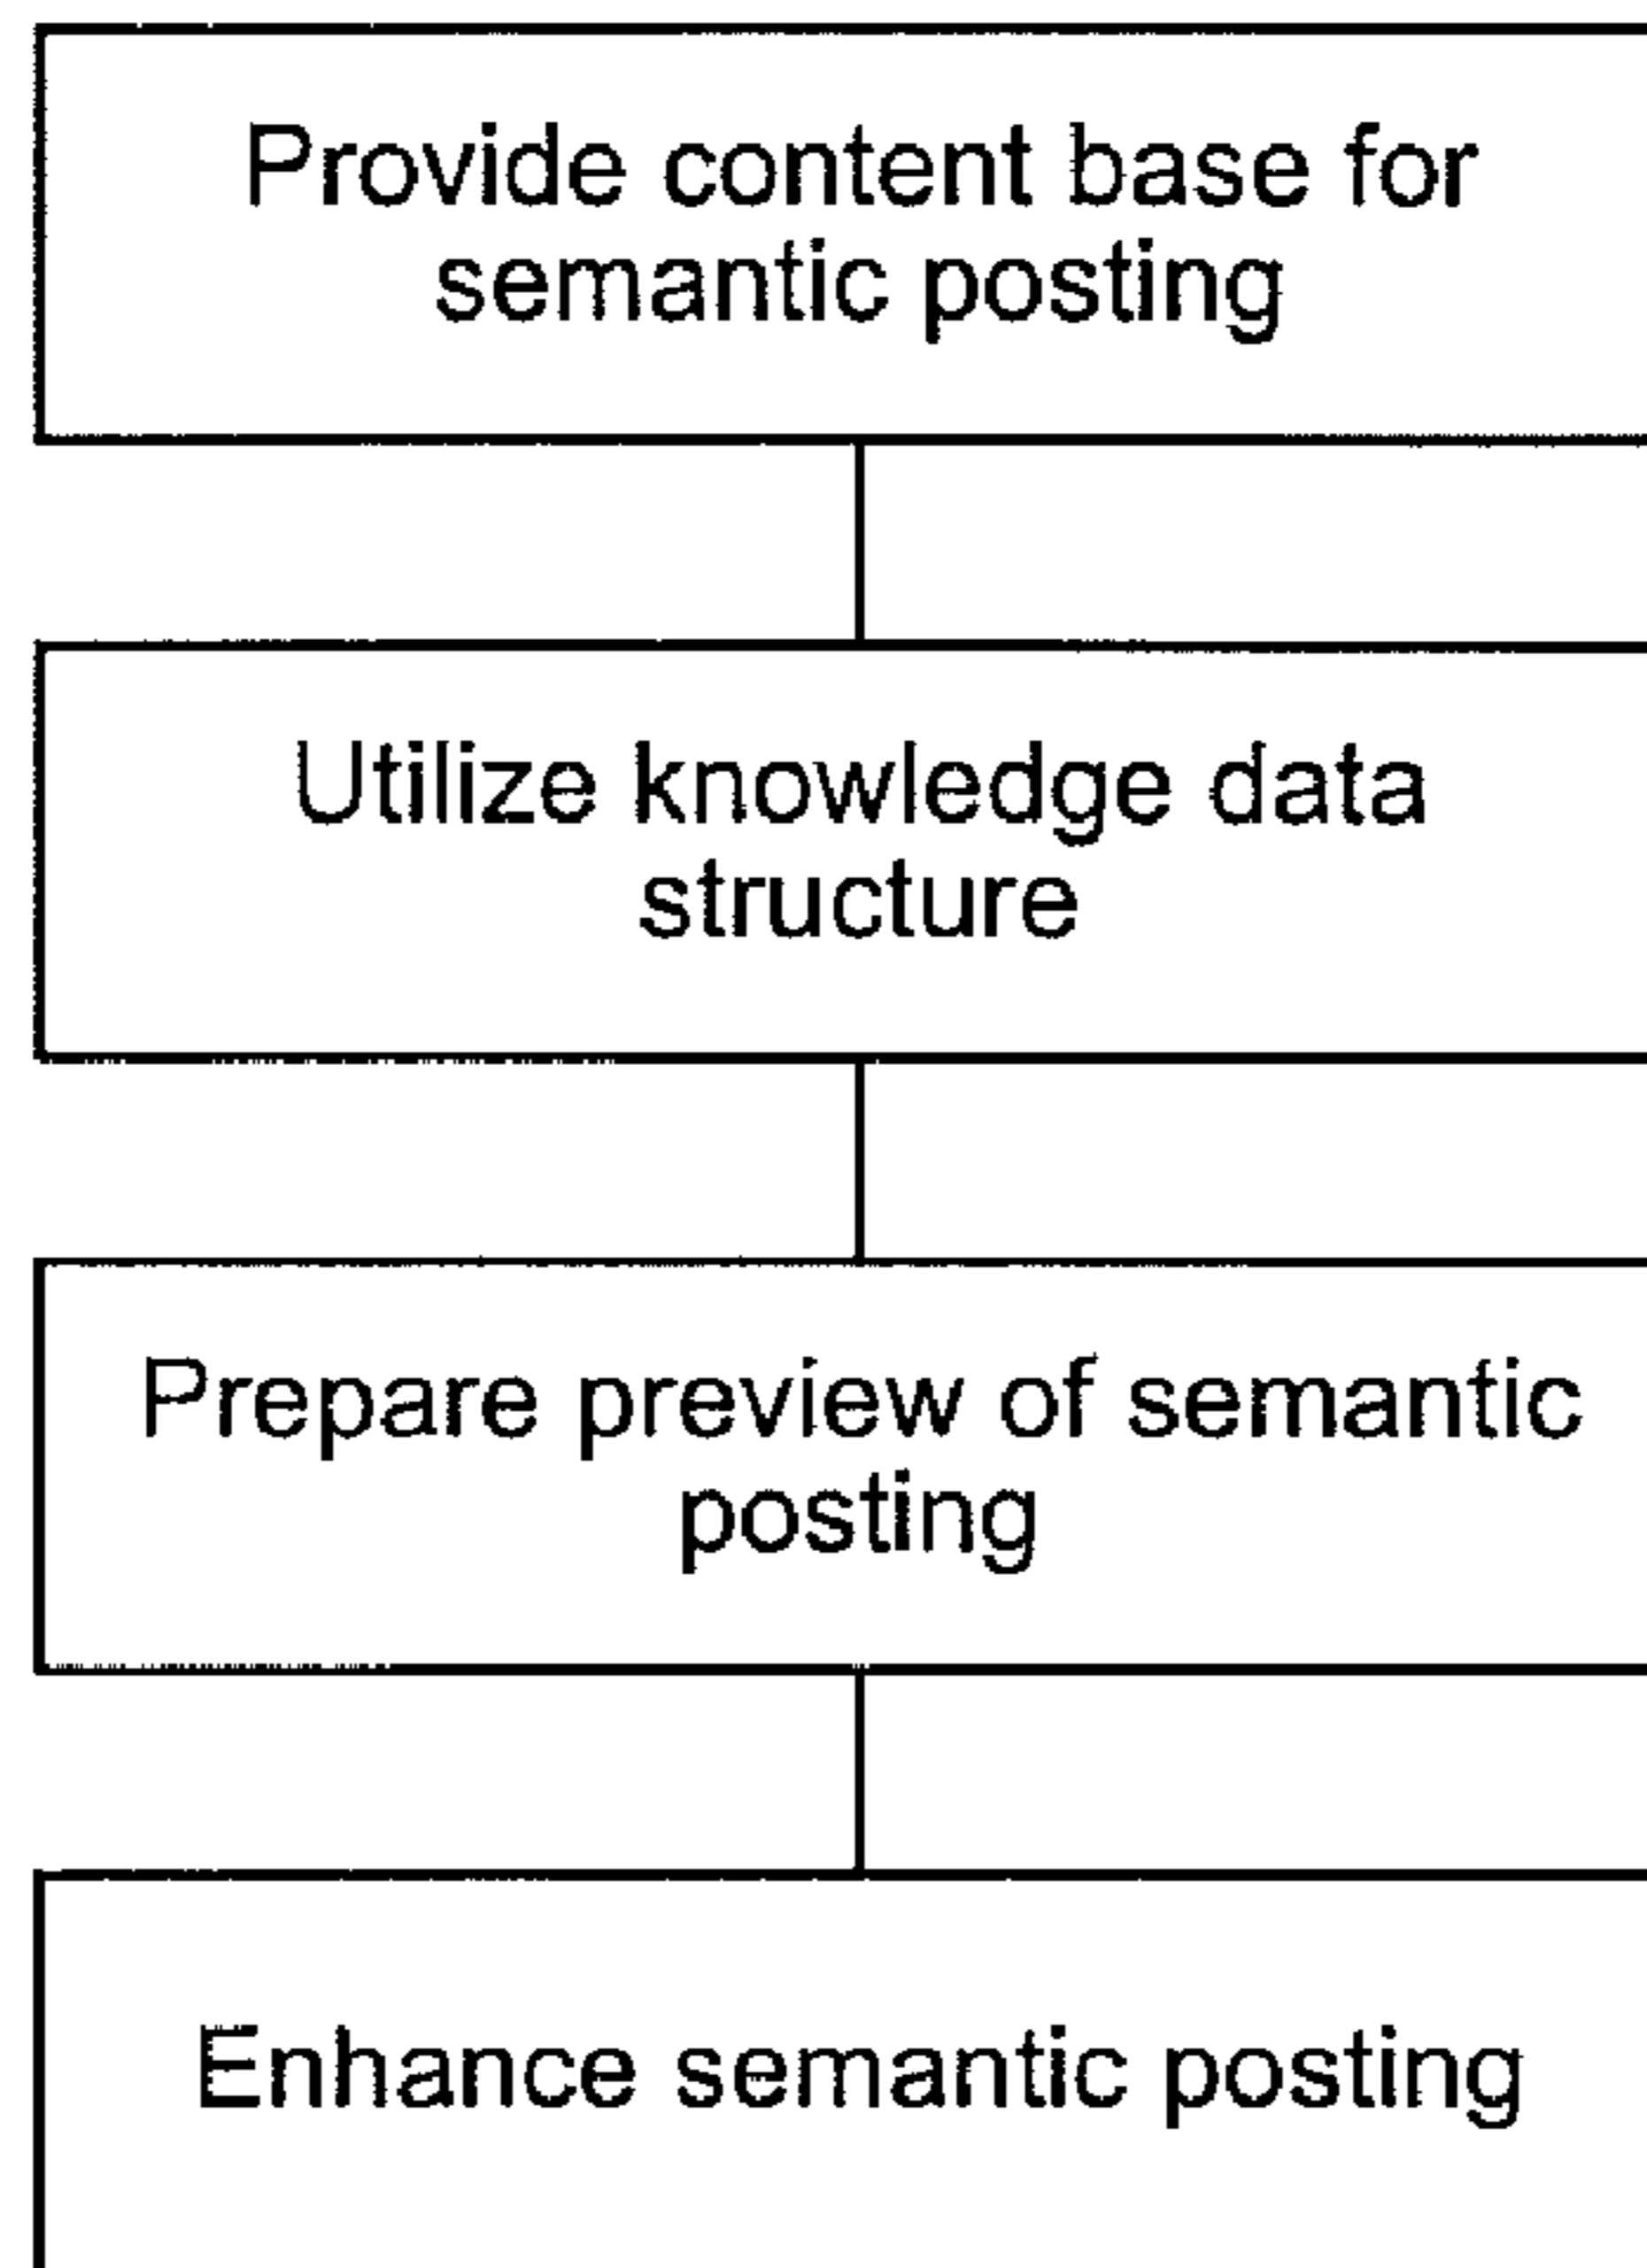 Provide content base for
semantic posting
Utilize knowledge data
structure
Prepare preview of semantic
posting
Enhance semantic posting